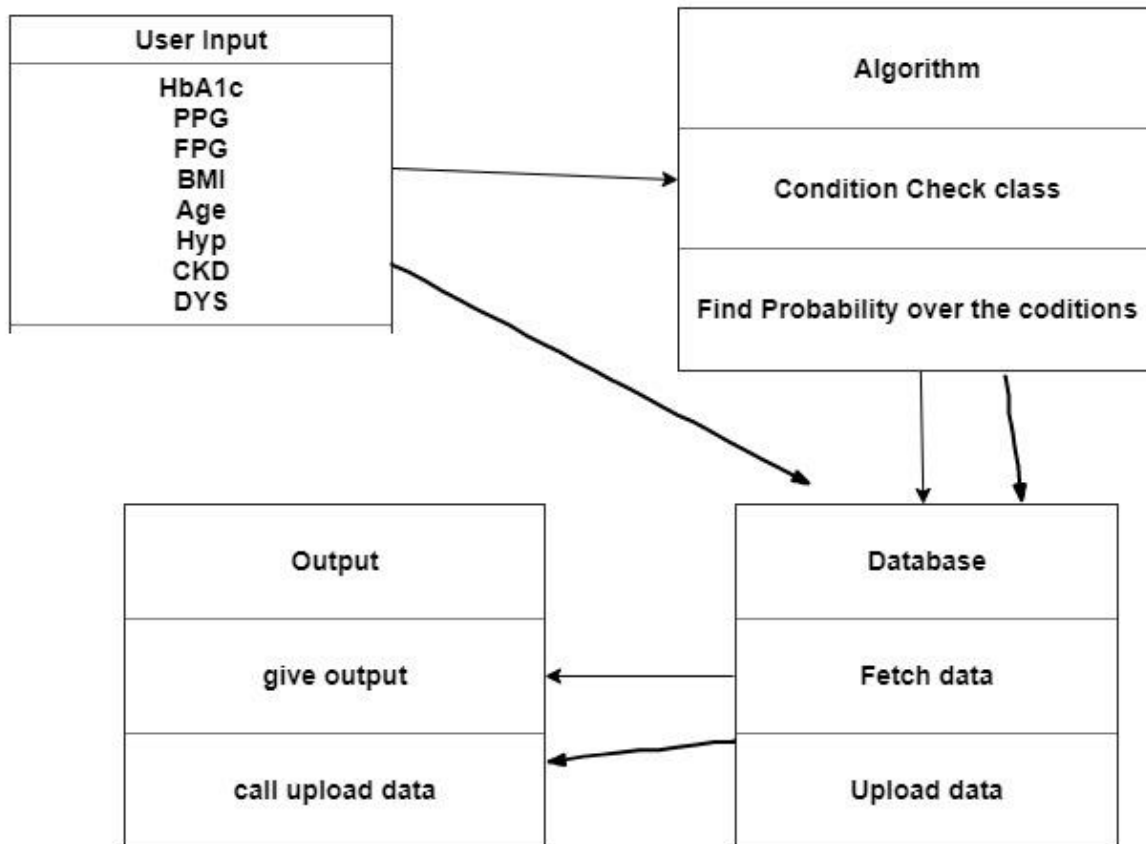 User Input
HbA1c
PPG
FPG
BMI
Age
Hyp
CKD
DYS
Algorithm
Condition Check class
Find Probability over the coditions
Output
give output
call upload data
Database
Fetch data
Upload data